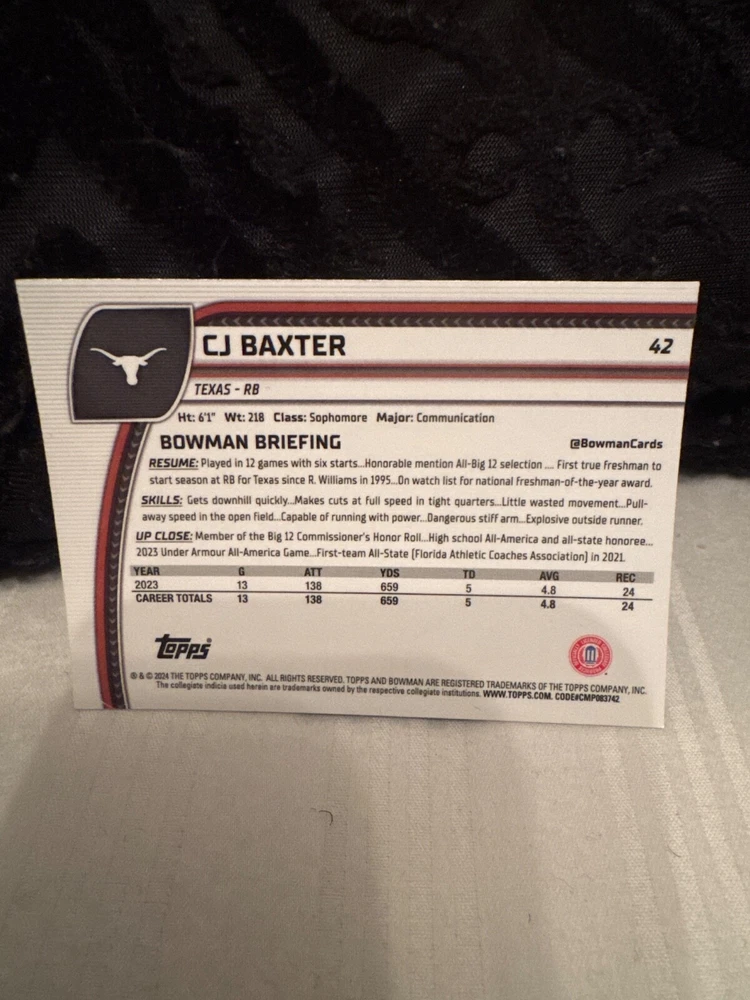 CJ BAXTER
42
TEXAS - RB
Ht: 6'1" Wt: 218 Class: Sophomore Major: Communication
BOWMAN BRIEFING
@BowmanCards
RESUME: Played in 12 games with six starts...Honorable mention All-Big 12 selection .... First true freshman to
start season at RB for Texas since R. Williams in 1995...On watch list for national freshman-of-the-year award.
SKILLS: Gets downhill quickly...Makes cuts at full speed in tight quarters...Little wasted movement...Pull-
away speed in the open field...Capable of running with power...Dangerous stiff arm...Explosive outside runner.
UP CLOSE: Member of the Big 12 Commissioner's Honor Roll...High school All-America and all-state honoree...
2023 Under Armour All-America Game...First-team All-State (Florida Athletic Coaches Association) in 2021.
YEAR G ATT YDS TD AVG REC
2023 13 138 659 5 4.8 24
CAREER TOTALS 13 138 659 5 4.8 24
Topps®
® & © 2024 THE TOPPS COMPANY, INC. ALL RIGHTS RESERVED. TOPPS AND BOWMAN ARE REGISTERED TRADEMARKS OF THE TOPPS COMPANY, INC.
The collegiate indicia used herein are trademarks owned by the respective collegiate institutions. WWW.TOPPS.COM. CODE#CMP083742